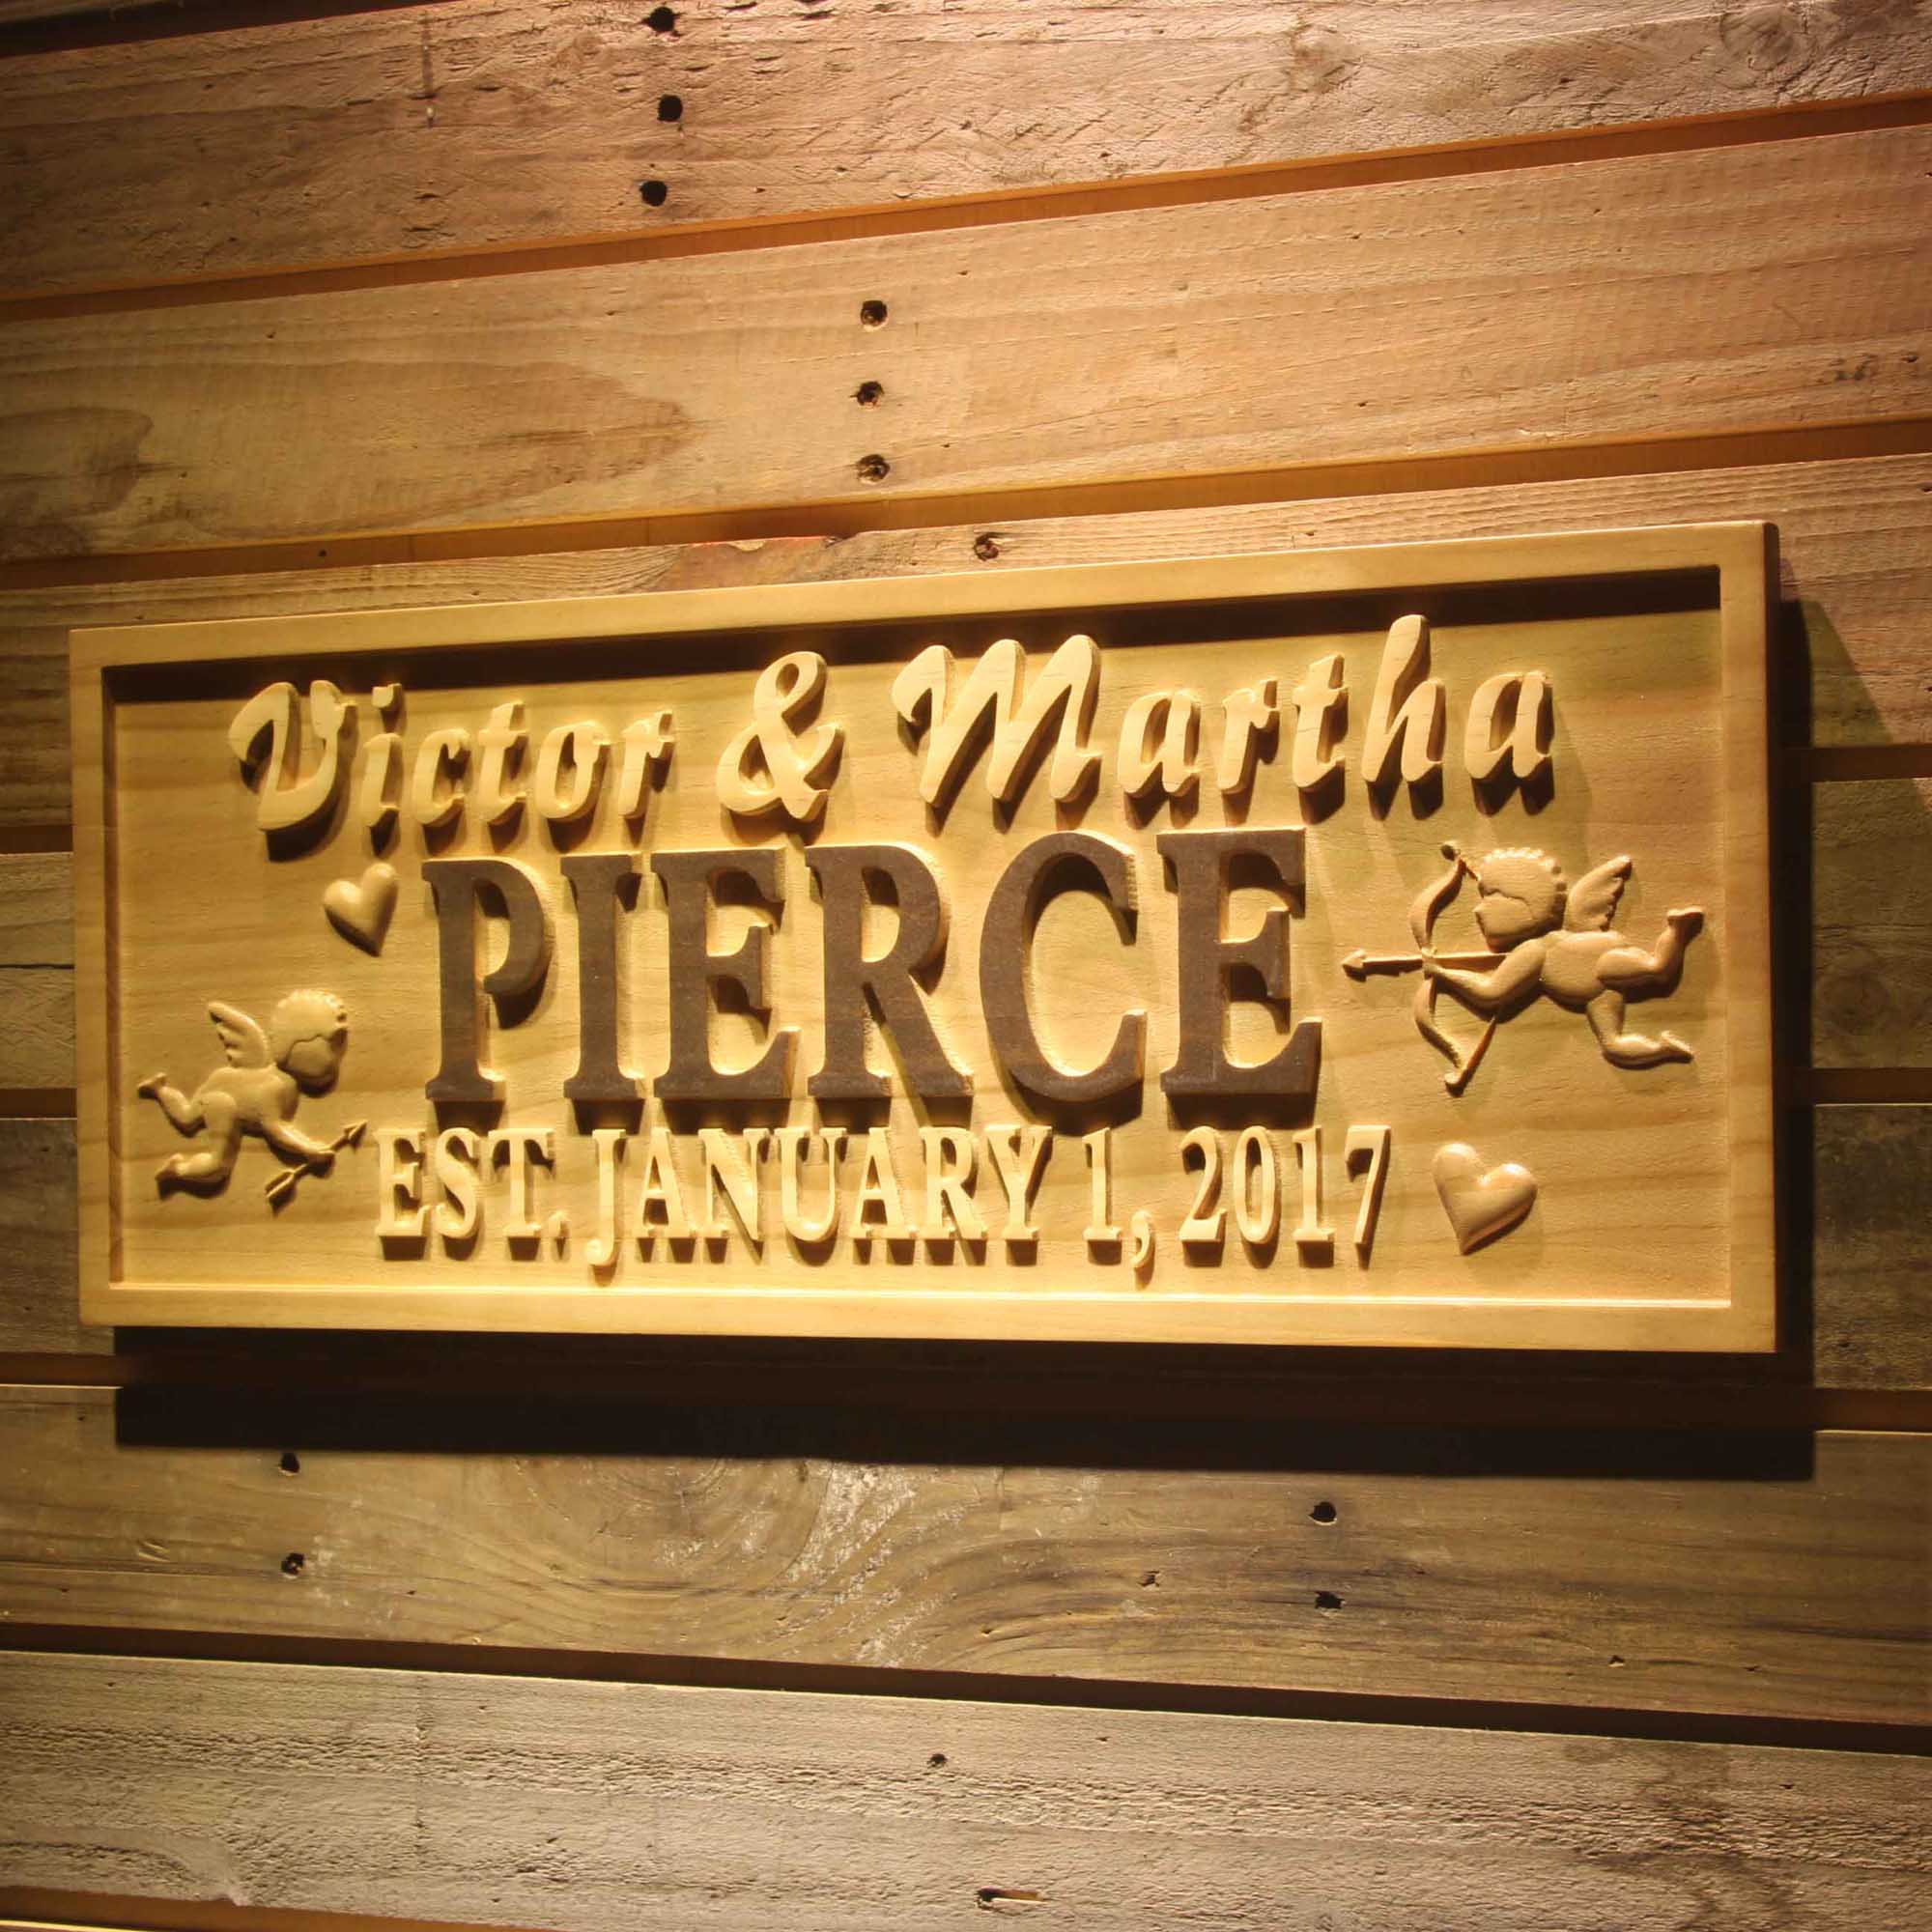 Victor & Martha
PIERCE
EST. JANUARY 1, 2017